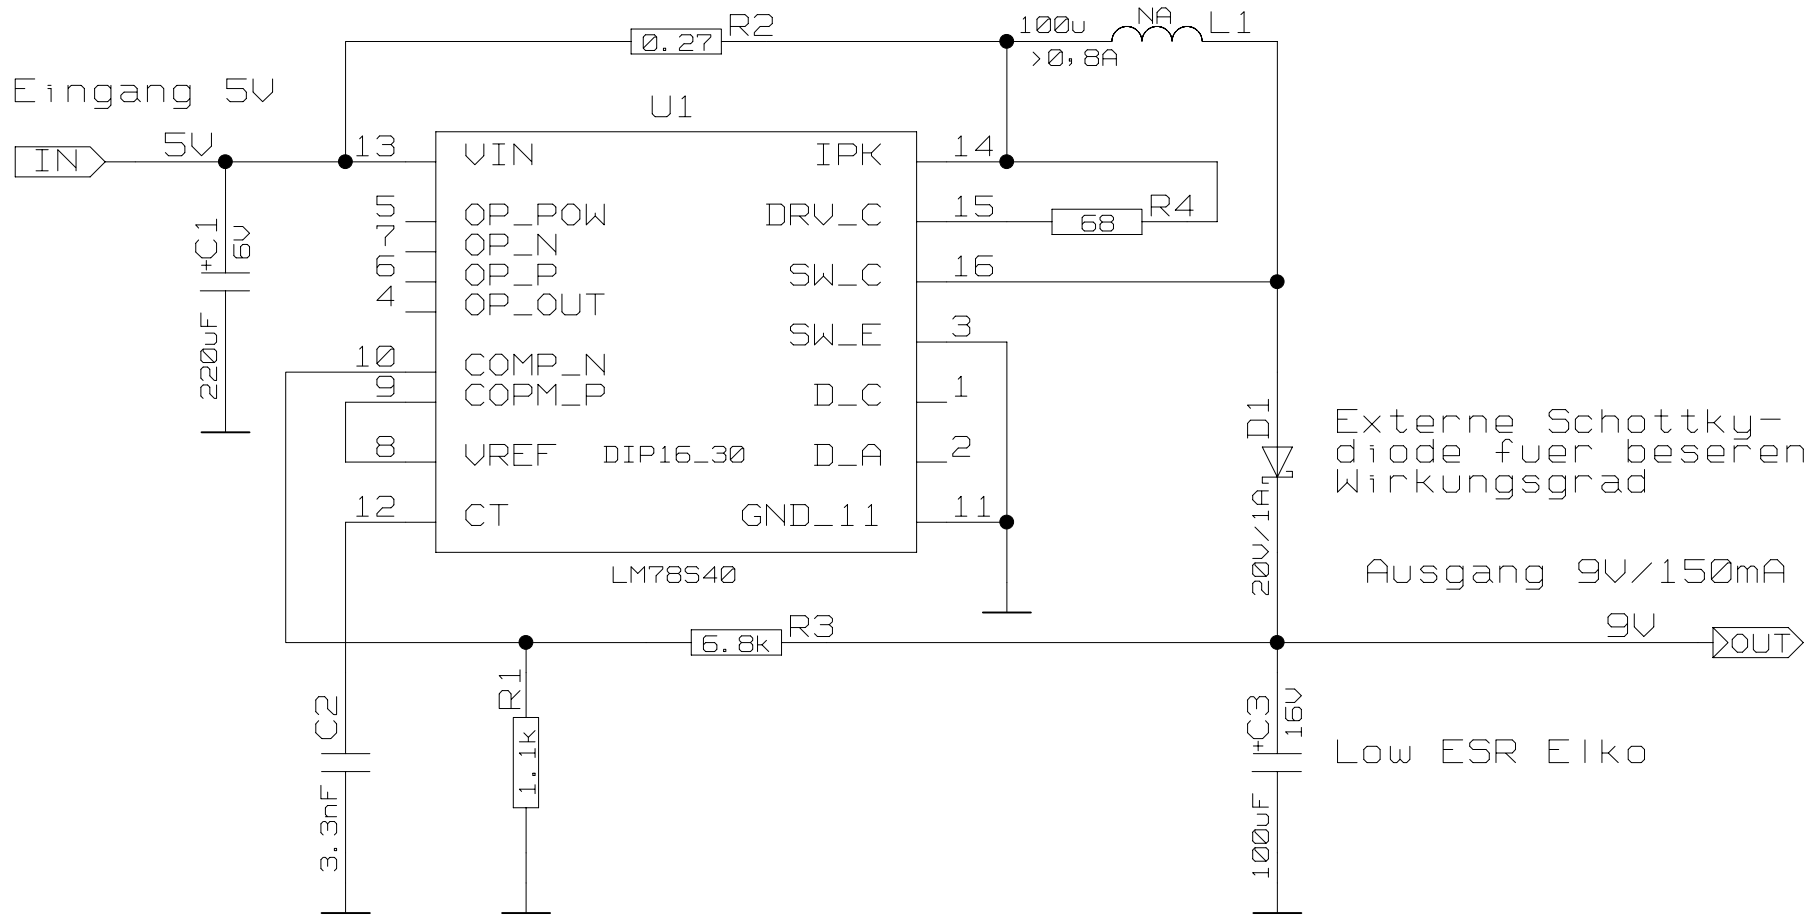 R2
0.27
100u
NA
L1
>0,8A
Eingang 5V
U1
IN
5V
13
VIN
IPK
14
5
OP_POW
DRV_C
15
R4
68
7
OP_N
6
OP_P
SW_C
16
4
OP_OUT
SW_E
3
+C1
6V
220uF
10
COMP_N
9
COPM_P
D_C
1
8
VREF
DIP16_30
D_A
2
12
CT
GND_11
11
LM78S40
D1
20V/1A
Externe Schottky-
diode fuer beseren
Wirkungsgrad
Ausgang 9V/150mA
9V
OUT
R3
6.8k
R1
1.1k
C2
3.3nF
+C3
16V
100uF
Low ESR Elko